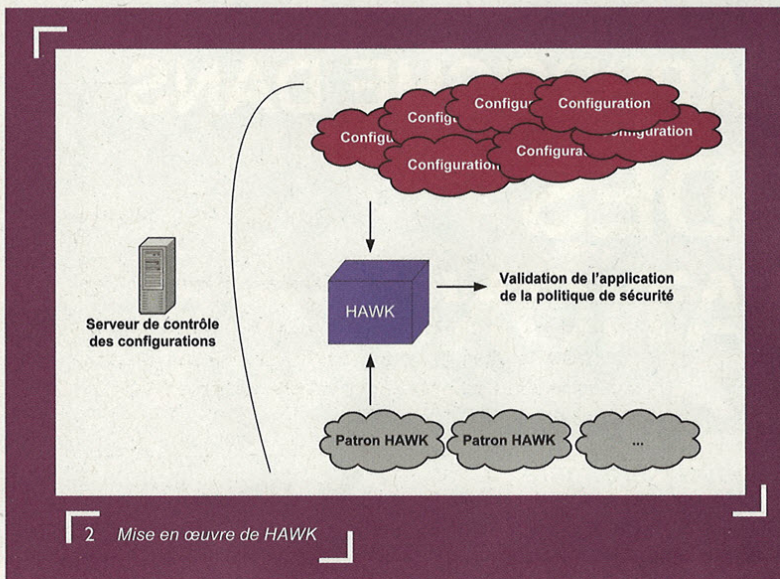 Configuration
Configuration
HAWK
Validation de l'application
de la politique de sécurité
Serveur de contrôle
des configurations
Patron HAWK
Patron HAWK
...
2 Mise en œuvre de HAWK